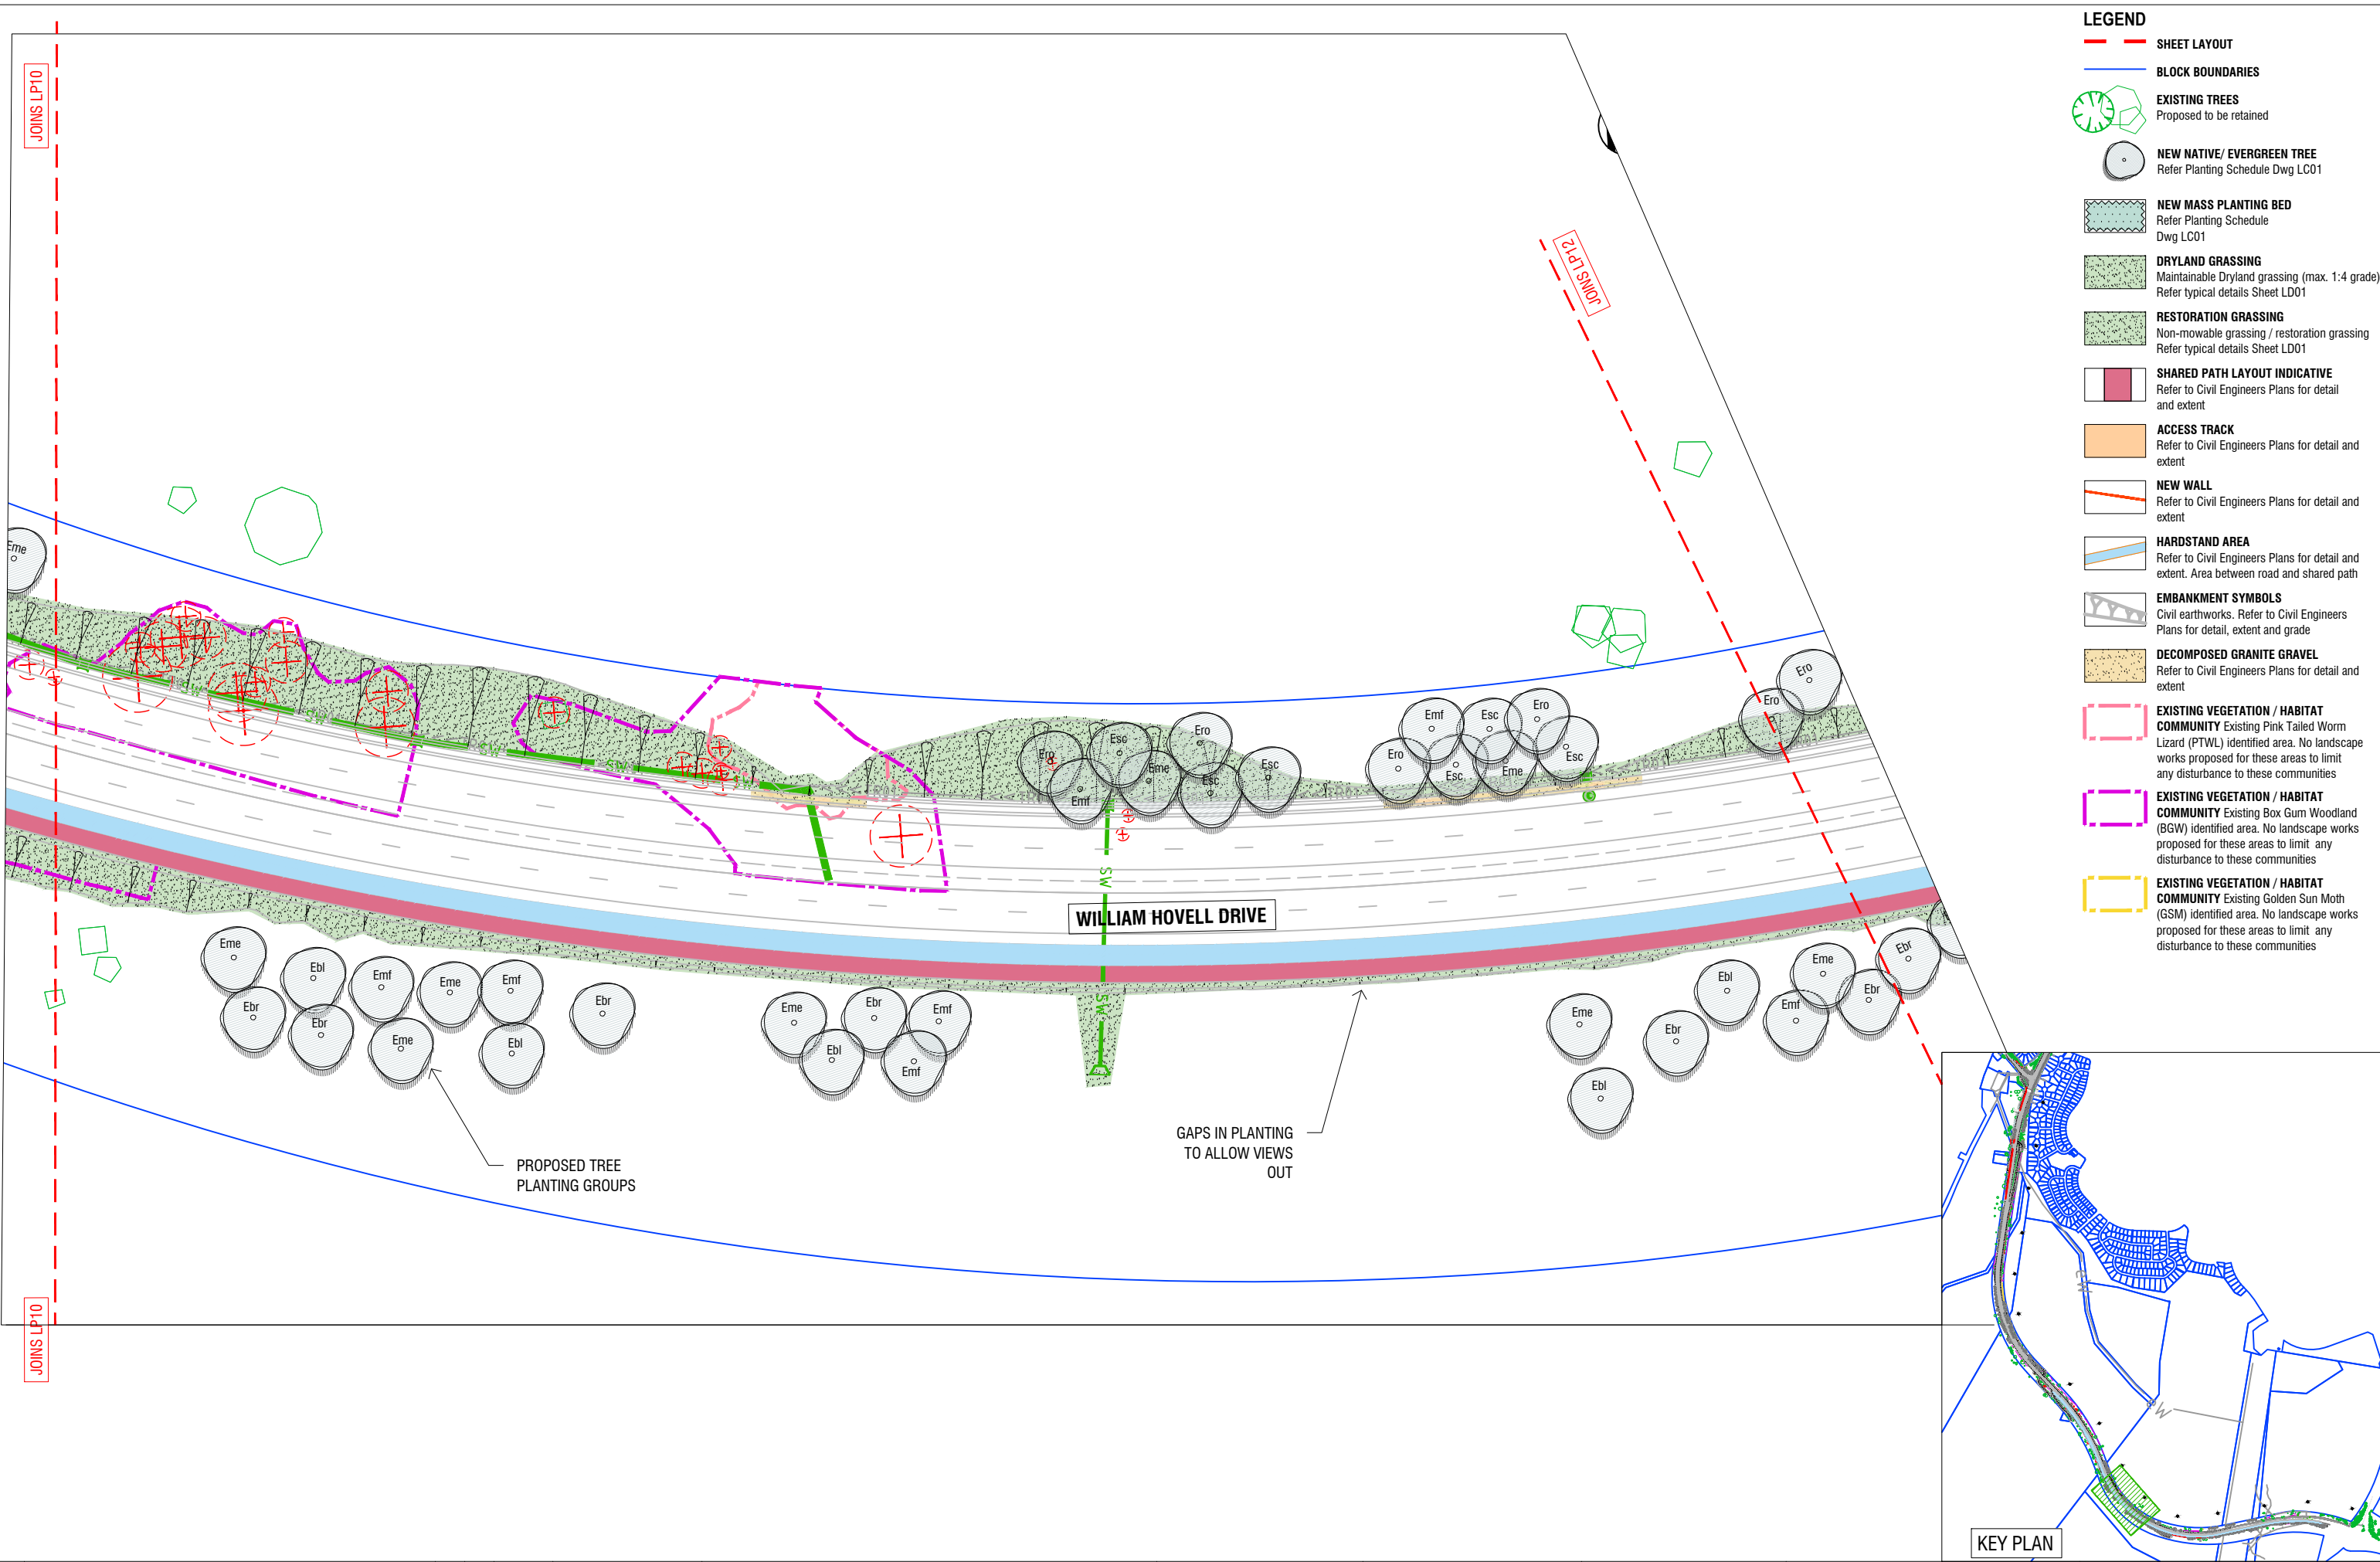 JOINS LP10
JOINS LP12
JOINS LP10
Eme
Ero
Esc
Ero
Esc
Eme
Esc
Emf
Emf
Esc
Ero
Ero
Esc
Eme
Esc
Ero
Ero
SW
SW
SW
SW
SW
SW
SW
WILLIAM HOVELL DRIVE
Eme
Ebl
Emf
Eme
Emf
Ebr
Ebr
Ebr
Eme
Ebl
Eme
Ebr
Emf
Ebl
Emf
Eme
Ebr
Ebl
Ebl
Eme
Emf
Ebr
Ebr
PROPOSED TREE
PLANTING GROUPS
GAPS IN PLANTING
TO ALLOW VIEWS
OUT
LEGEND
SHEET LAYOUT
BLOCK BOUNDARIES
EXISTING TREES
Proposed to be retained
NEW NATIVE/ EVERGREEN TREE
Refer Planting Schedule Dwg LC01
NEW MASS PLANTING BED
Refer Planting Schedule
Dwg LC01
DRYLAND GRASSING
Maintainable Dryland grassing (max. 1:4 grade)
Refer typical details Sheet LD01
RESTORATION GRASSING
Non-mowable grassing / restoration grassing
Refer typical details Sheet LD01
SHARED PATH LAYOUT INDICATIVE
Refer to Civil Engineers Plans for detail
and extent
ACCESS TRACK
Refer to Civil Engineers Plans for detail and
extent
NEW WALL
Refer to Civil Engineers Plans for detail and
extent
HARDSTAND AREA
Refer to Civil Engineers Plans for detail and
extent. Area between road and shared path
EMBANKMENT SYMBOLS
Civil earthworks. Refer to Civil Engineers
Plans for detail, extent and grade
DECOMPOSED GRANITE GRAVEL
Refer to Civil Engineers Plans for detail and
extent
EXISTING VEGETATION / HABITAT
COMMUNITY Existing Pink Tailed Worm
Lizard (PTWL) identified area. No landscape
works proposed for these areas to limit
any disturbance to these communities
EXISTING VEGETATION / HABITAT
COMMUNITY Existing Box Gum Woodland
(BGW) identified area. No landscape works
proposed for these areas to limit any
disturbance to these communities
EXISTING VEGETATION / HABITAT
COMMUNITY Existing Golden Sun Moth
(GSM) identified area. No landscape works
proposed for these areas to limit any
disturbance to these communities
KEY PLAN